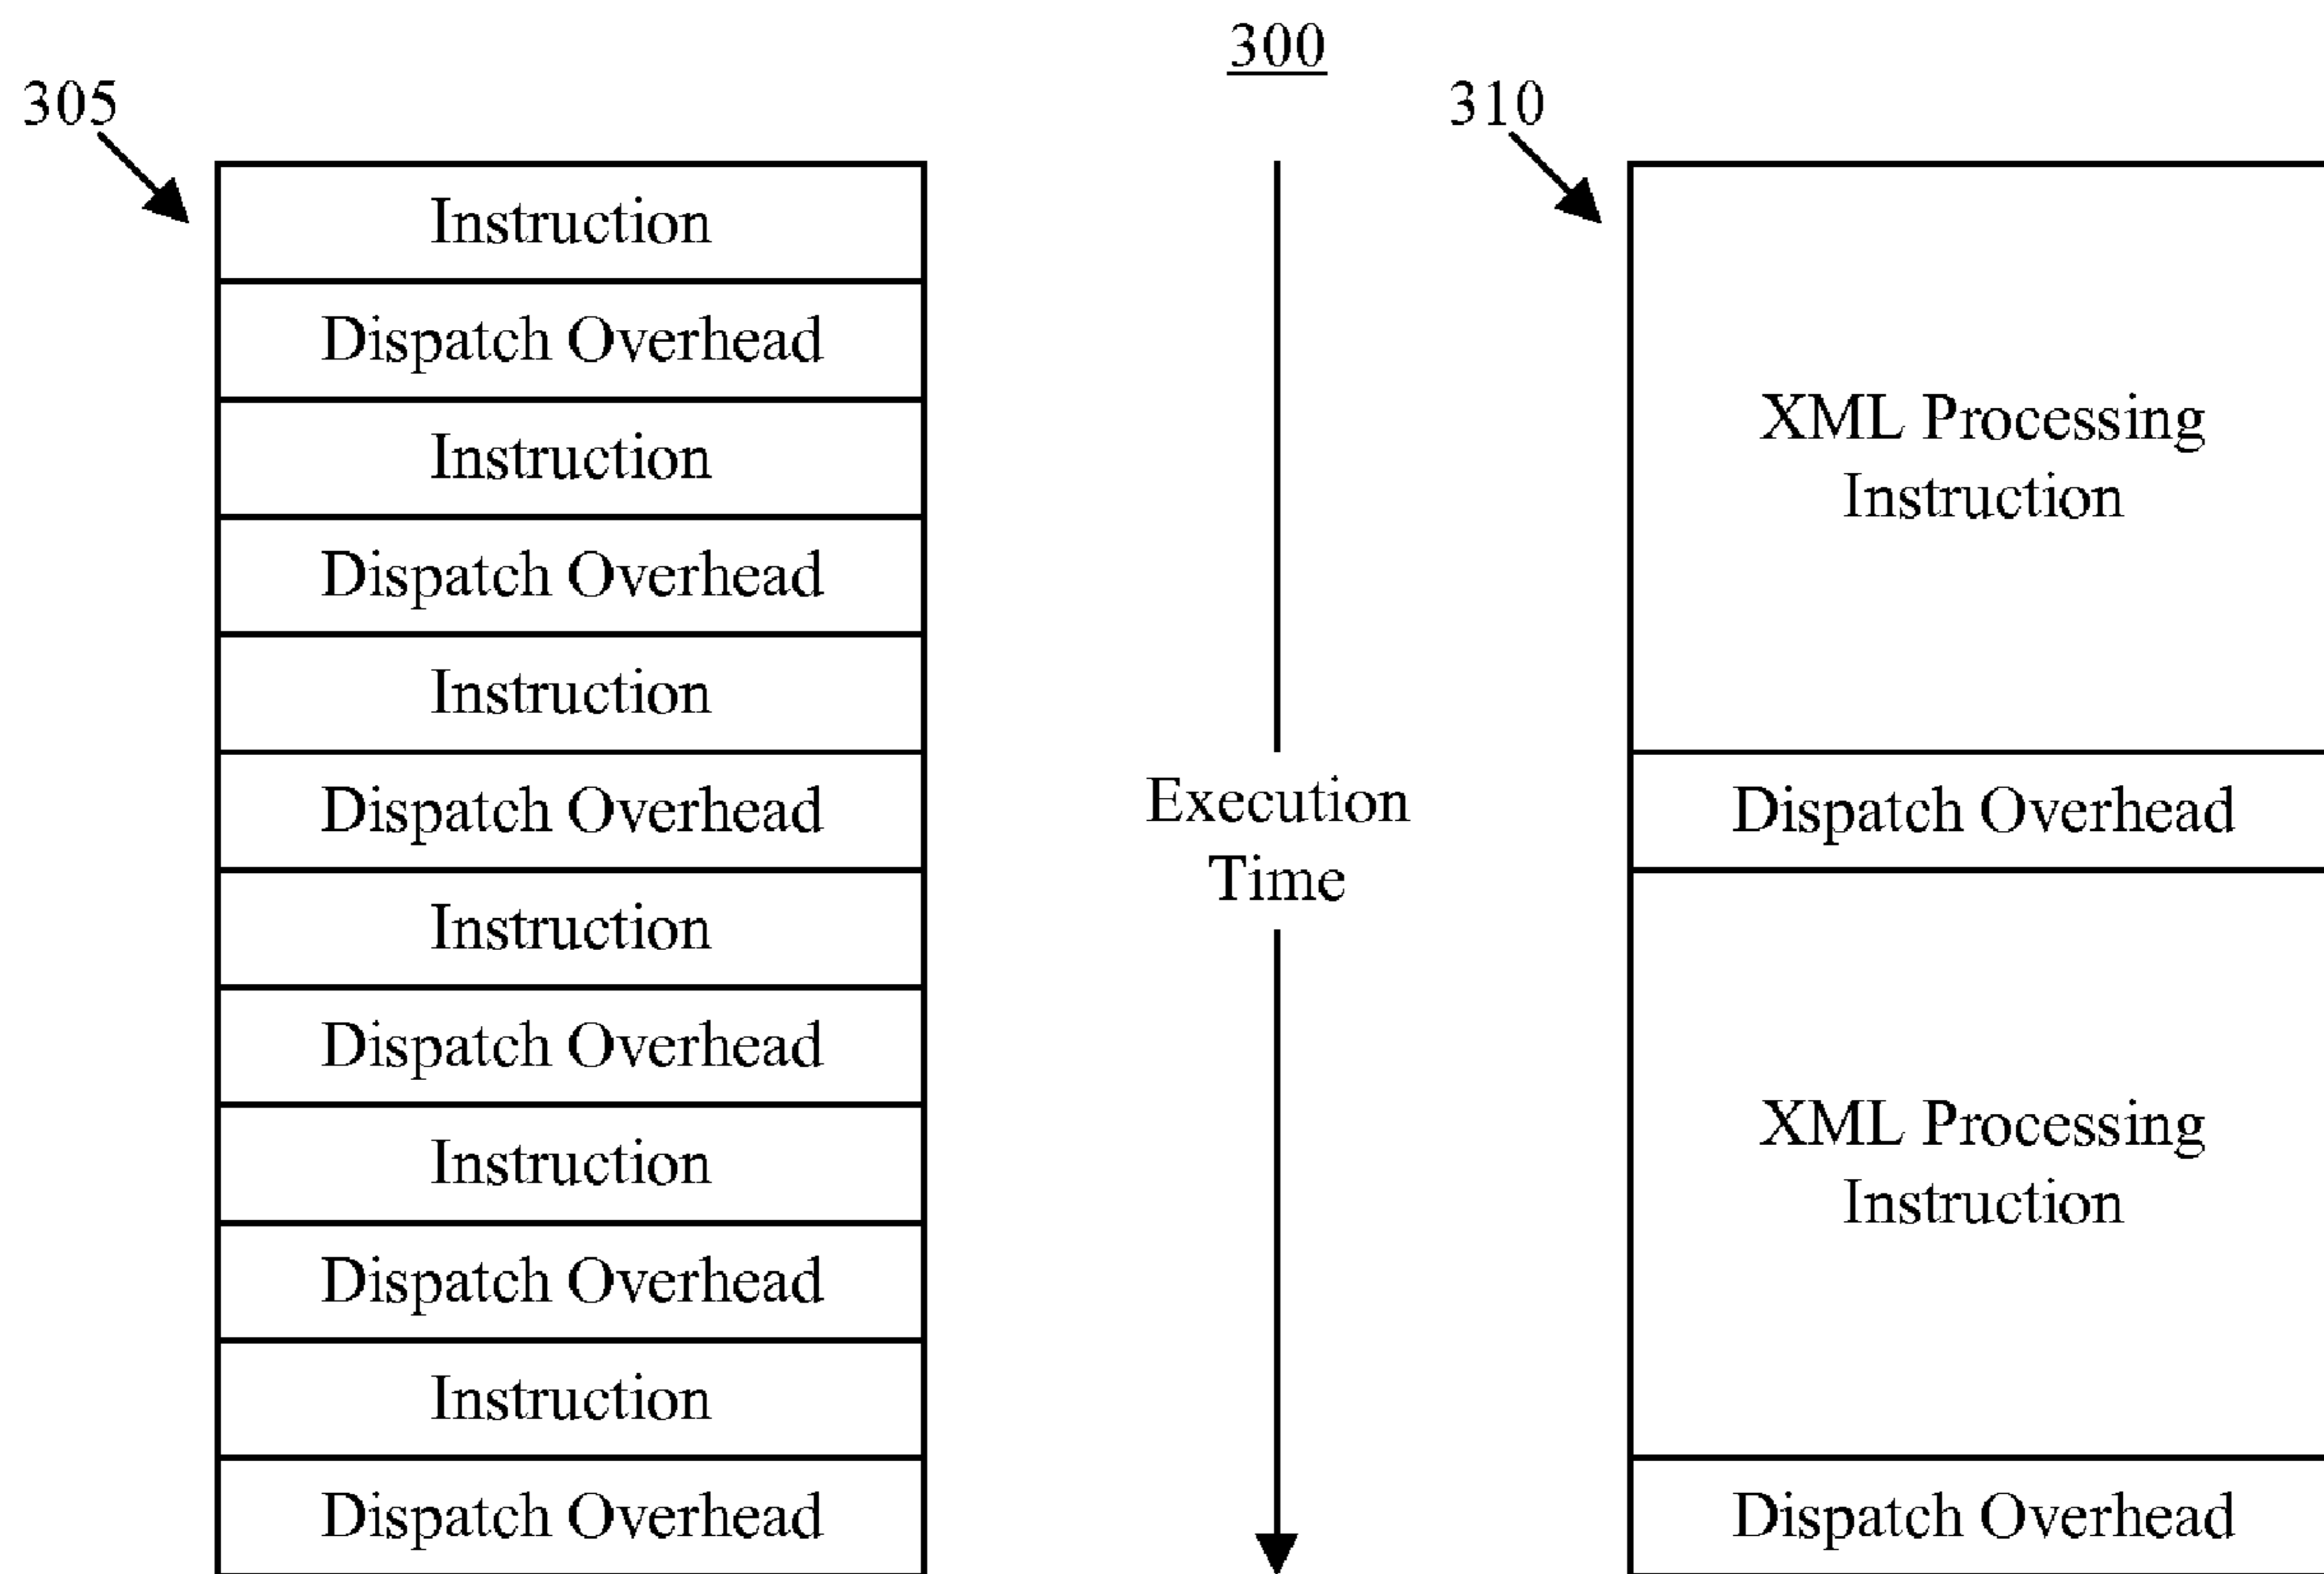 300
305
310
Instruction
Dispatch Overhead
Instruction
Dispatch Overhead
Instruction
Dispatch Overhead
Instruction
Dispatch Overhead
Instruction
Dispatch Overhead
Instruction
Dispatch Overhead
Execution
Time
XML Processing
Instruction
Dispatch Overhead
XML Processing
Instruction
Dispatch Overhead